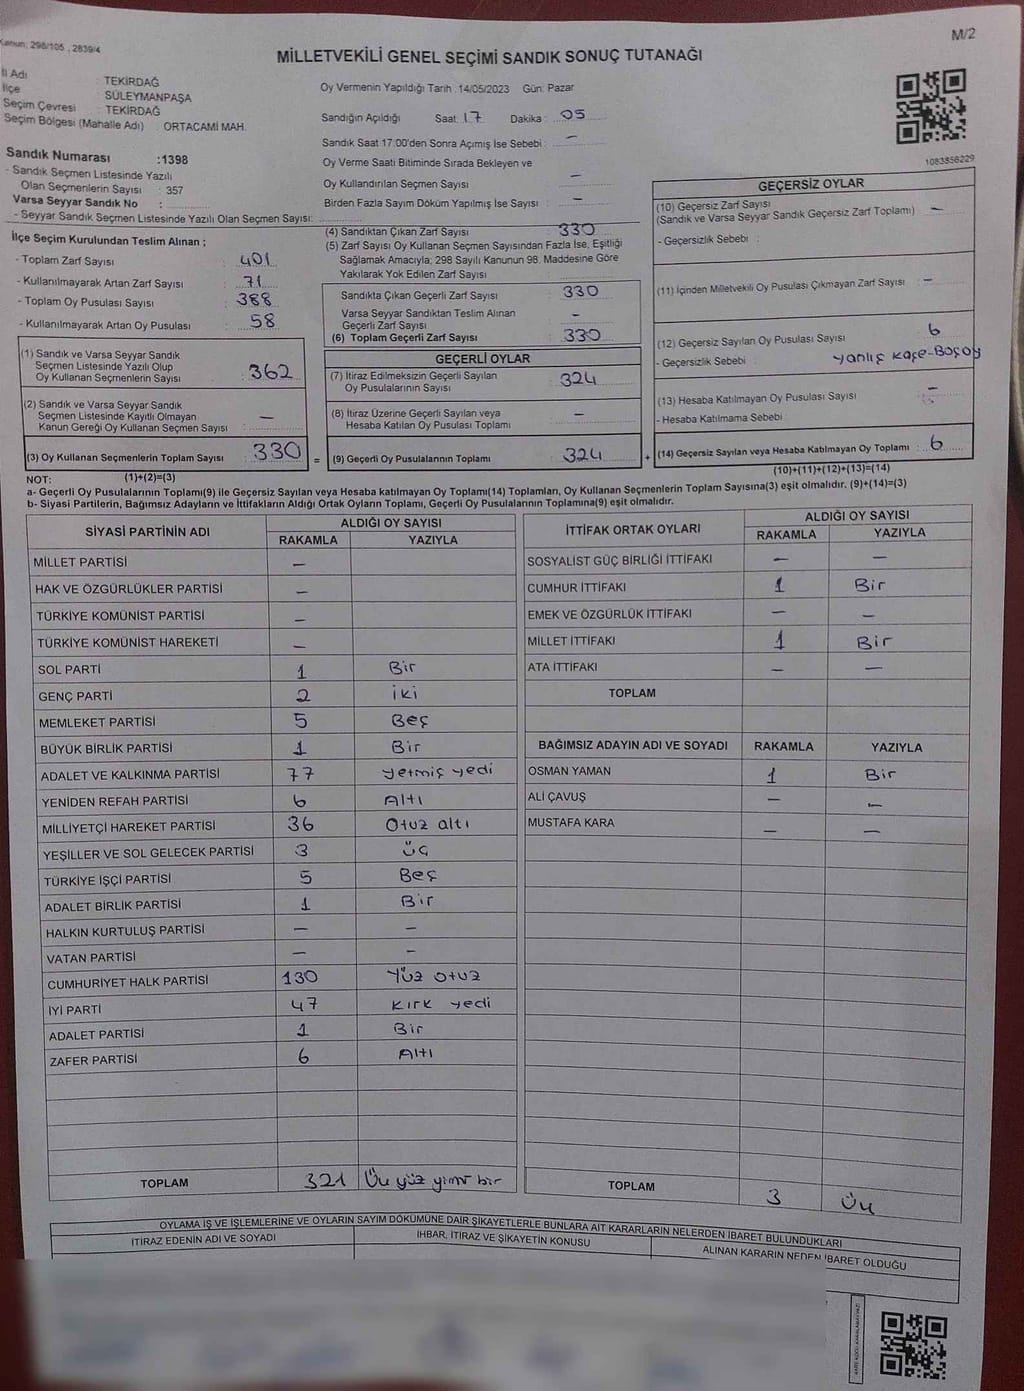 Kanun: 298/105, 2839/4
M/2
MİLLETVEKİLİ GENEL SEÇİMİ SANDIK SONUÇ TUTANAĞI
İl Adı : TEKİRDAĞ
İlçe : SÜLEYMANPAŞA
Seçim Çevresi : TEKİRDAĞ
Seçim Bölgesi (Mahalle Adı) : ORTACAMİ MAH.
Sandık Numarası :1398
- Sandık Seçmen Listesinde Yazılı
Olan Seçmenlerin Sayısı : 357
Varsa Seyyar Sandık No :
- Seyyar Sandık Seçmen Listesinde Yazılı Olan Seçmen Sayısı:
Oy Vermenin Yapıldığı Tarih : 14/05/2023 Gün: Pazar
Sandığın Açıldığı Saat: 17 Dakika : 05
Sandık Saat 17:00'den Sonra Açımış İse Sebebi : –
Oy Verme Saati Bitiminde Sırada Bekleyen ve
Oy Kullandırılan Seçmen Sayısı –
Birden Fazla Sayım Döküm Yapılmış İse Sayısı : –
1083856229
İlçe Seçim Kurulundan Teslim Alınan ;
- Toplam Zarf Sayısı : 401
- Kullanılmayarak Artan Zarf Sayısı : 71
- Toplam Oy Pusulası Sayısı : 388
- Kullanılmayarak Artan Oy Pusulası : 58
(1) Sandık ve Varsa Seyyar Sandık
Seçmen Listesinde Yazılı Olup
Oy Kullanan Seçmenlerin Sayısı : 362
(2) Sandık ve Varsa Seyyar Sandık
Seçmen Listesinde Kayıtlı Olmayan
Kanun Gereği Oy Kullanan Seçmen Sayısı : –
(3) Oy Kullanan Seçmenlerin Toplam Sayısı : 330
(1)+(2)=(3)
(4) Sandıktan Çıkan Zarf Sayısı : 330
(5) Zarf Sayısı Oy Kullanan Seçmen Sayısından Fazla İse, Eşitliği
Sağlamak Amacıyla; 298 Sayılı Kanunun 98. Maddesine Göre
Yakılarak Yok Edilen Zarf Sayısı :
Sandıkta Çıkan Geçerli Zarf Sayısı : 330
Varsa Seyyar Sandıktan Teslim Alınan
Geçerli Zarf Sayısı : –
(6) Toplam Geçerli Zarf Sayısı : 330
GEÇERLİ OYLAR
(7) İtiraz Edilmeksizin Geçerli Sayılan
Oy Pusulalarının Sayısı : 324
(8) İtiraz Üzerine Geçerli Sayılan veya
Hesaba Katılan Oy Pusulası Toplamı : –
= (9) Geçerli Oy Pusulalarının Toplamı : 324
GEÇERSİZ OYLAR
(10) Geçersiz Zarf Sayısı : –
(Sandık ve Varsa Seyyar Sandık Geçersiz Zarf Toplamı)
- Geçersizlik Sebebi :
(11) İçinden Milletvekili Oy Pusulası Çıkmayan Zarf Sayısı : –
(12) Geçersiz Sayılan Oy Pusulası Sayısı : 6
- Geçersizlik Sebebi : yanlış kaşe-Boş oy
(13) Hesaba Katılmayan Oy Pusulası Sayısı : –
- Hesaba Katılmama Sebebi :
+ (14) Geçersiz Sayılan veya Hesaba Katılmayan Oy Toplamı : 6
(10)+(11)+(12)+(13)=(14)
NOT:
a- Geçerli Oy Pusulalarının Toplamı(9) ile Geçersiz Sayılan veya Hesaba katılmayan Oy Toplamı(14) Toplamları, Oy Kullanan Seçmenlerin Toplam Sayısına(3) eşit olmalıdır. (9)+(14)=(3)
b- Siyasi Partilerin, Bağımsız Adayların ve İttifakların Aldığı Ortak Oyların Toplamı, Geçerli Oy Pusulalarının Toplamına(9) eşit olmalıdır.
SİYASİ PARTİNİN ADI ALDIĞI OY SAYISI
RAKAMLA YAZIYLA
MİLLET PARTİSİ –
HAK VE ÖZGÜRLÜKLER PARTİSİ –
TÜRKİYE KOMÜNİST PARTİSİ –
TÜRKİYE KOMÜNİST HAREKETİ –
SOL PARTİ 1 Bir
GENÇ PARTİ 2 iki
MEMLEKET PARTİSİ 5 Beş
BÜYÜK BİRLİK PARTİSİ 1 Bir
ADALET VE KALKINMA PARTİSİ 77 yetmiş yedi
YENİDEN REFAH PARTİSİ 6 Altı
MİLLİYETÇİ HAREKET PARTİSİ 36 Otuz altı
YEŞİLLER VE SOL GELECEK PARTİSİ 3 Üç
TÜRKİYE İŞÇİ PARTİSİ 5 Beş
ADALET BİRLİK PARTİSİ 1 Bir
HALKIN KURTULUŞ PARTİSİ – –
VATAN PARTİSİ – –
CUMHURİYET HALK PARTİSİ 130 Yüz otuz
İYİ PARTİ 47 kırk yedi
ADALET PARTİSİ 1 Bir
ZAFER PARTİSİ 6 Altı
TOPLAM 321 Üç yüz yirmi bir
İTTİFAK ORTAK OYLARI ALDIĞI OY SAYISI
RAKAMLA YAZIYLA
SOSYALİST GÜÇ BİRLİĞİ İTTİFAKI – –
CUMHUR İTTİFAKI 1 Bir
EMEK VE ÖZGÜRLÜK İTTİFAKI – –
MİLLET İTTİFAKI 1 Bir
ATA İTTİFAKI – –
TOPLAM
BAĞIMSIZ ADAYIN ADI VE SOYADI RAKAMLA YAZIYLA
OSMAN YAMAN 1 Bir
ALİ ÇAVUŞ – –
MUSTAFA KARA – –
TOPLAM 3 Üç
OYLAMA İŞ VE İŞLEMLERİNE VE OYLARIN SAYIM DÖKÜMÜNE DAİR ŞİKAYETLERLE BUNLARA AİT KARARLARIN NELERDEN İBARET BULUNDUKLARI
İTİRAZ EDENİN ADI VE SOYADI İHBAR, İTİRAZ VE ŞİKAYETİN KONUSU ALINAN KARARIN NEDEN İBARET OLDUĞU